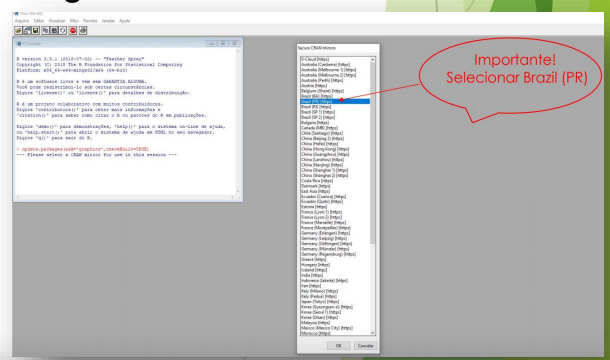 Arquivo Editar Visualizar Misc Pacotes Janelas Ajuda
R Console
R version 3.5.1 (2018-07-02) -- "Feather Spray"
Copyright (C) 2018 The R Foundation for Statistical Computing
Platform: x86_64-w64-mingw32/x64 (64-bit)
R é um software livre e vem sem GARANTIA ALGUMA.
Você pode redistribuí-lo sob certas circunstâncias.
Digite 'license()' ou 'licence()' para detalhes de distribuição.
R é um projeto colaborativo com muitos contribuidores.
Digite 'contributors()' para obter mais informações e
'citation()' para saber como citar o R ou pacotes do R em publicações.
Digite 'demo()' para demonstrações, 'help()' para o sistema on-line de ajuda,
ou 'help.start()' para abrir o sistema de ajuda em HTML no seu navegador.
Digite 'q()' para sair do R.
> update.packages(ask="graphics",checkBuilt=TRUE)
--- Please select a CRAN mirror for use in this session ---
Secure CRAN mirrors
0-Cloud [https]
Australia (Canberra) [https]
Australia (Melbourne 1) [https]
Australia (Melbourne 2) [https]
Australia (Perth) [https]
Austria [https]
Belgium (Ghent) [https]
Brazil (BA) [https]
Brazil (PR) [https]
Brazil (RJ) [https]
Brazil (SP 1) [https]
Brazil (SP 2) [https]
Bulgaria [https]
Canada (MB) [https]
Chile (Santiago) [https]
China (Beijing 2) [https]
China (Hefei) [https]
China (Hong Kong) [https]
China (Guangzhou) [https]
China (Lanzhou) [https]
China (Nanjing) [https]
China (Shanghai 1) [https]
China (Shanghai 2) [https]
Costa Rica [https]
Denmark [https]
East Asia [https]
Ecuador (Cuenca) [https]
Ecuador (Quito) [https]
Estonia [https]
France (Lyon 1) [https]
France (Lyon 2) [https]
France (Marseille) [https]
France (Montpellier) [https]
Germany (Erlangen) [https]
Germany (Leipzig) [https]
Germany (Göttingen) [https]
Germany (Münster) [https]
Germany (Regensburg) [https]
Greece [https]
Hungary [https]
Iceland [https]
India [https]
Indonesia (Jakarta) [https]
Iran [https]
Italy (Milano) [https]
Italy (Padua) [https]
Japan (Tokyo) [https]
Korea (Gyeongsan-si) [https]
Korea (Seoul 1) [https]
Korea (Ulsan) [https]
Malaysia [https]
Mexico (Mexico City) [https]
Morocco [https]
OK Cancelar
Importante!
Selecionar Brazil (PR)